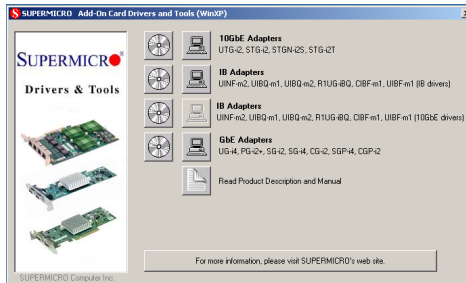 SUPERMICRO Add-On Card Drivers and Tools (WinXP)
SUPERMICRO
Drivers & Tools
10GbE Adapters
UTG-i2, STG-i2, STGN-i2S, STG-i2T
IB Adapters
UINF-m2, UIBQ-m1, UIBQ-m2, R1UG-iBQ, CIBF-m1, UIBF-m1 (IB drivers)
IB Adapters
UINF-m2, UIBQ-m1, UIBQ-m2, R1UG-iBQ, CIBF-m1, UIBF-m1 (10GbE drivers)
GbE Adapters
UG-i4, PG-i2+, SG-i2, SG-i4, CG-i2, SGP-i4, CGP-i2
Read Product Description and Manual
For more information, please visit SUPERMICRO's web site.
SUPERMICRO Computer Inc.